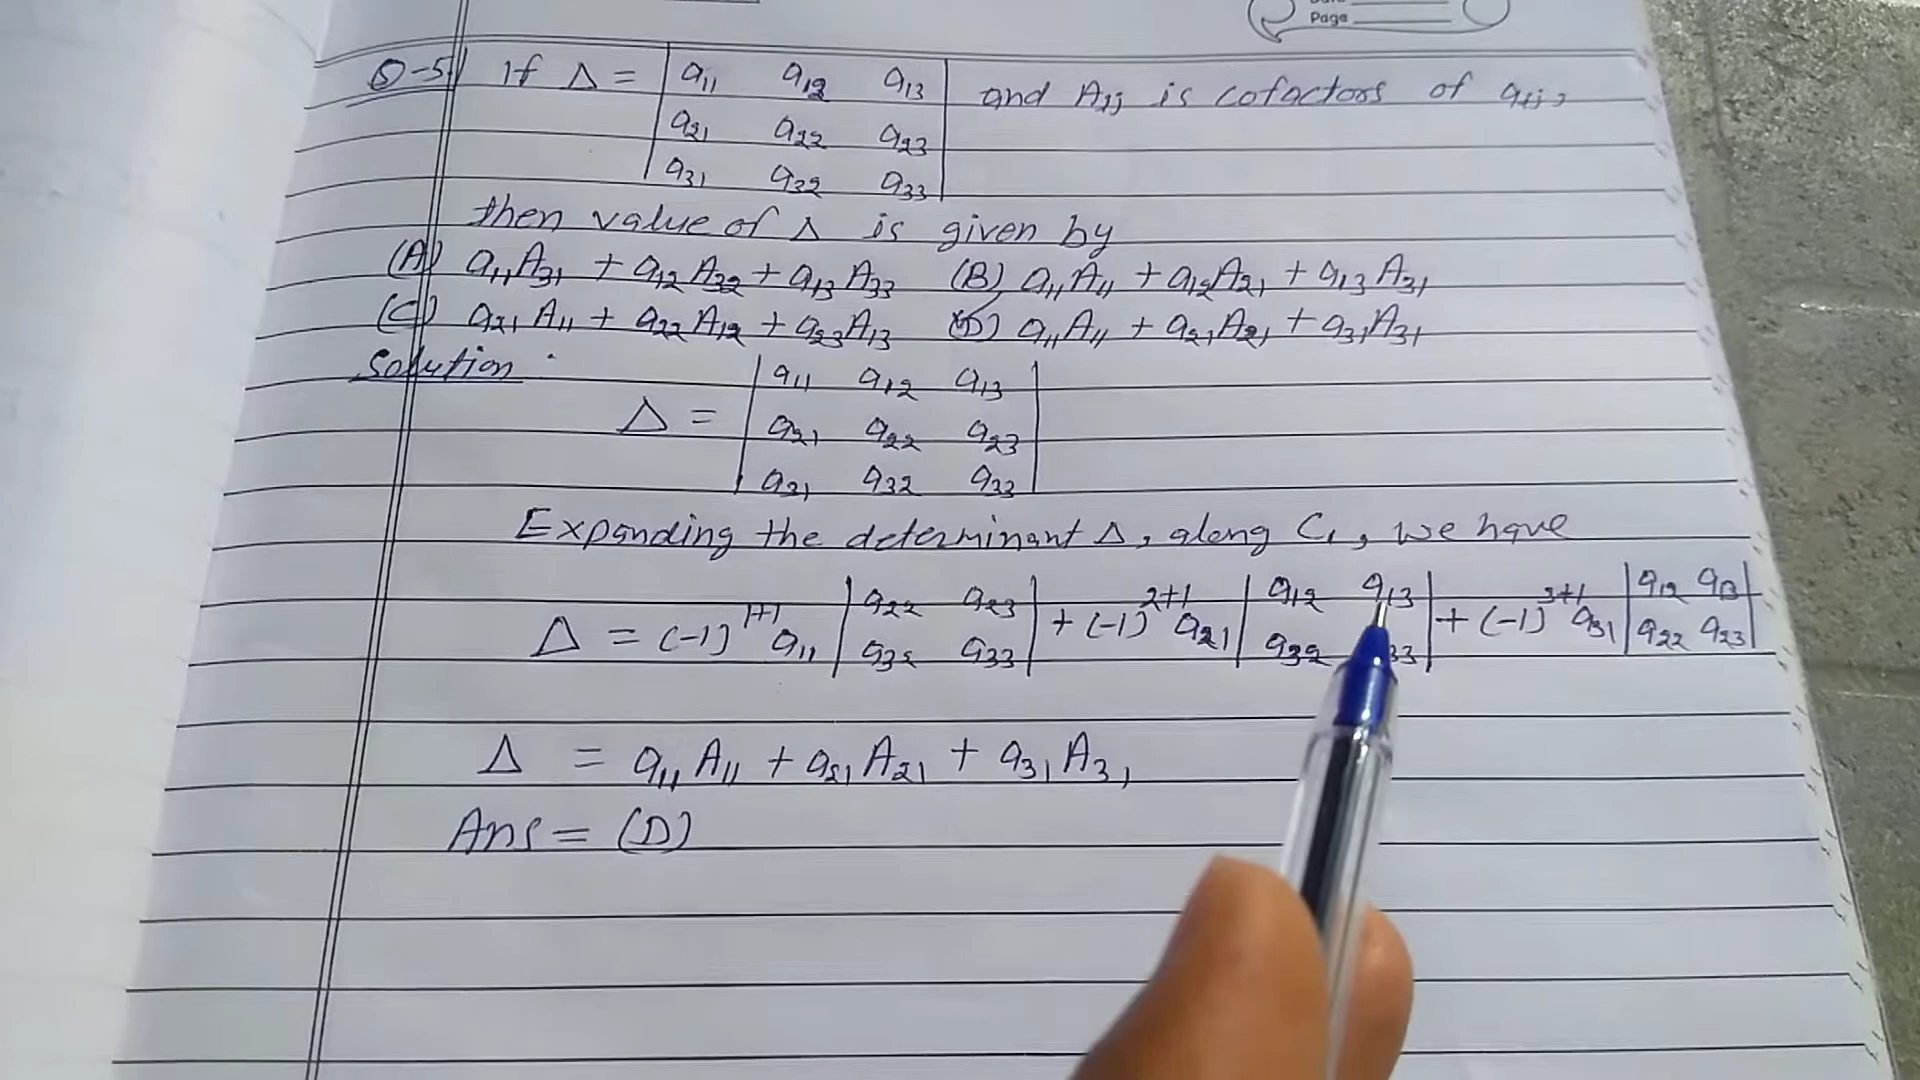 Page
Q-5 If Δ = | a₁₁ a₁₂ a₁₃ | and Aᵢⱼ is cofactors of aᵢⱼ,
| a₂₁ a₂₂ a₂₃ |
| a₃₁ a₃₂ a₃₃ |
then value of Δ is given by
(A) a₁₁A₃₁ + a₁₂A₃₂ + a₁₃A₃₃ (B) a₁₁A₁₁ + a₁₂A₂₁ + a₁₃A₃₁
(C) a₂₁A₁₁ + a₂₂A₁₂ + a₂₃A₁₃ (D) a₁₁A₁₁ + a₂₁A₂₁ + a₃₁A₃₁
Solution :
Δ = | a₁₁ a₁₂ a₁₃ |
| a₂₁ a₂₂ a₂₃ |
| a₃₁ a₃₂ a₃₃ |
Expanding the determinant Δ, along C₁, we have
Δ = (-1)¹⁺¹ a₁₁ | a₂₂ a₂₃ | + (-1)²⁺¹ a₂₁ | a₁₂ a₁₃ | + (-1)³⁺¹ a₃₁ | a₁₂ a₁₃ |
| a₃₂ a₃₃ | | a₃₂ ₃₃ | | a₂₂ a₂₃ |
Δ = a₁₁A₁₁ + a₂₁A₂₁ + a₃₁A₃₁
Ans = (D)